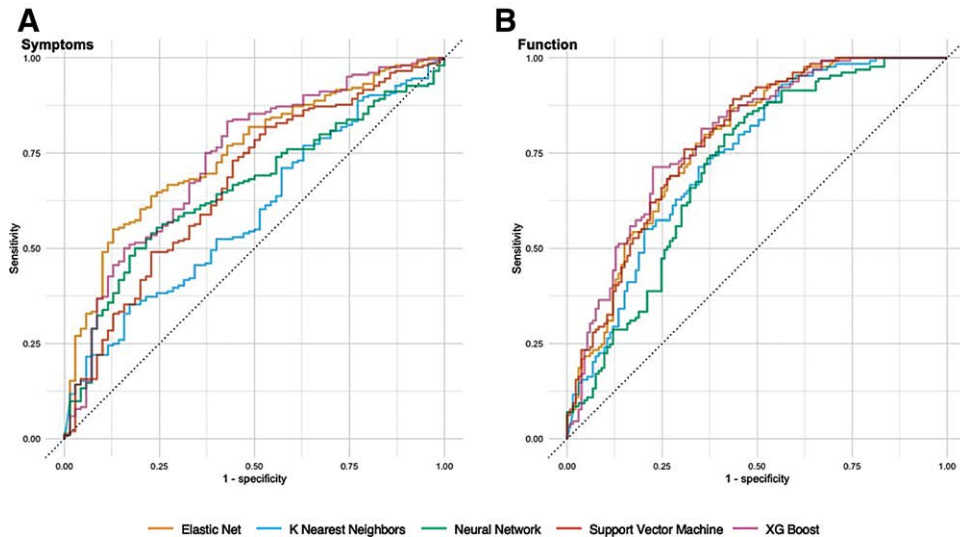 A
B
Symptoms
Function
1.00
0.75
0.50
0.25
0.00
Sensitivity
0.00 0.25 0.50 0.75 1.00
1 - specificity
1.00
0.75
0.50
0.25
0.00
Sensitivity
0.00 0.25 0.50 0.75 1.00
1 - specificity
Elastic Net K Nearest Neighbors Neural Network Support Vector Machine XG Boost